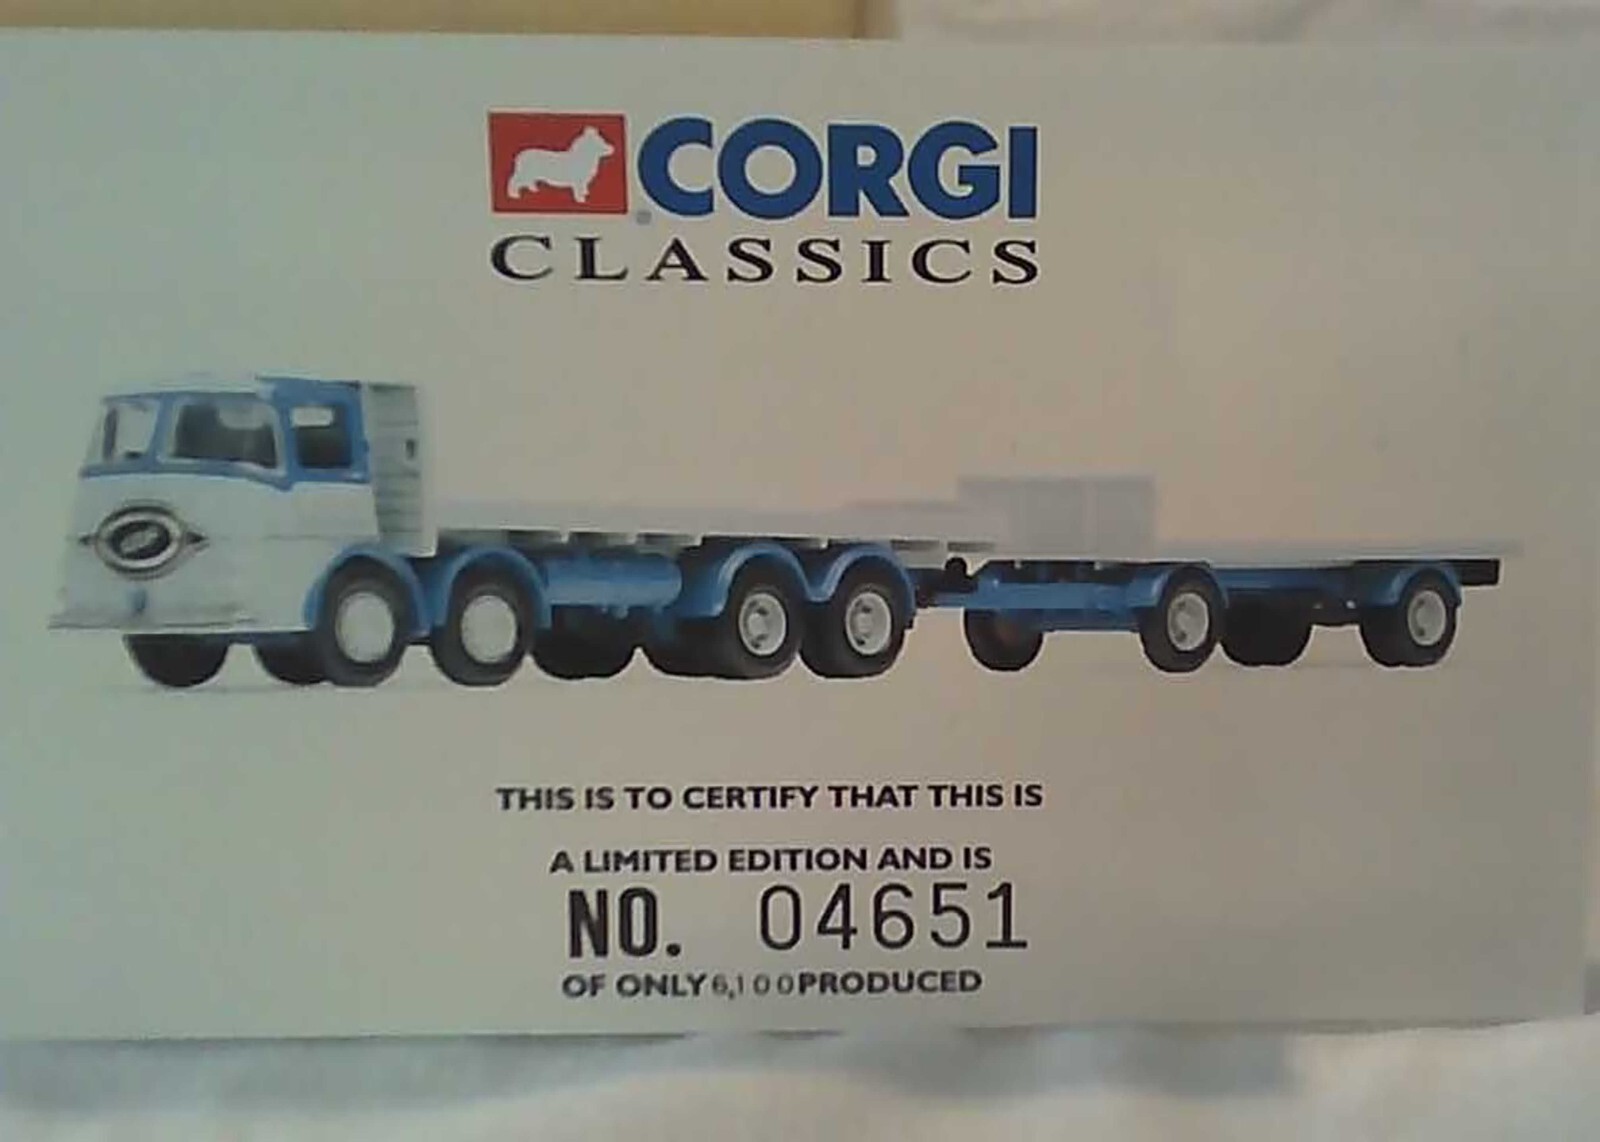 CORGI
CLASSICS
THIS IS TO CERTIFY THAT THIS IS
A LIMITED EDITION AND IS
NO. 04651
OF ONLY 6,100 PRODUCED